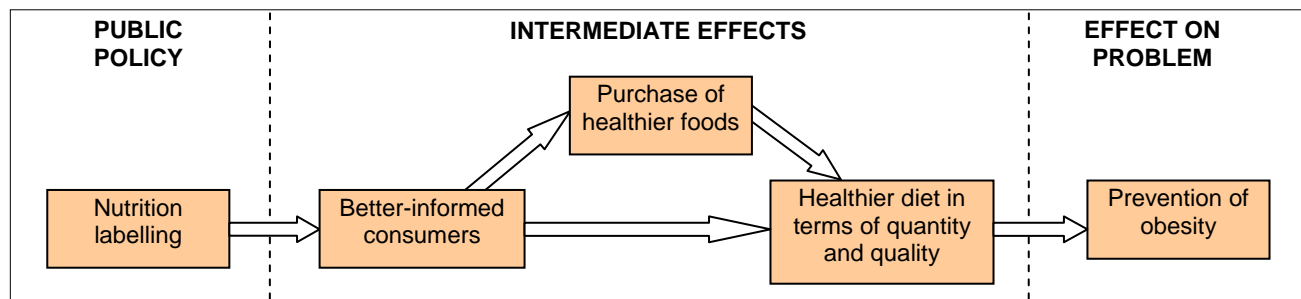 PUBLIC
POLICY
INTERMEDIATE EFFECTS
EFFECT ON
PROBLEM
Purchase of
healthier foods
Nutrition
labelling
Better-informed
consumers
Healthier diet in
terms of quantity
and quality
Prevention of
obesity